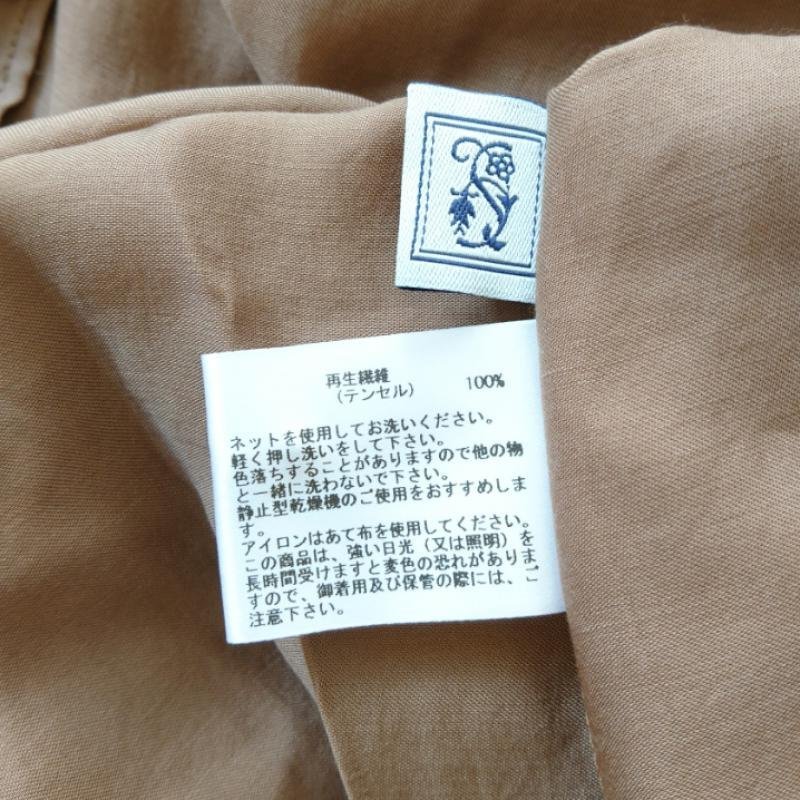 再生繊維
(テンセル) 100%
ネットを使用してお洗いください。
軽く押し洗いをして下さい。
色落ちすることがありますので他の物
と一緒に洗わないで下さい。
静止型乾燥機のご使用をおすすめしま
す。
アイロンはあて布を使用してください。
この商品は、強い日光（又は照明）を
長時間受けますと変色の恐れがありま
すので、御着用及び保管の際には、ご
注意下さい。